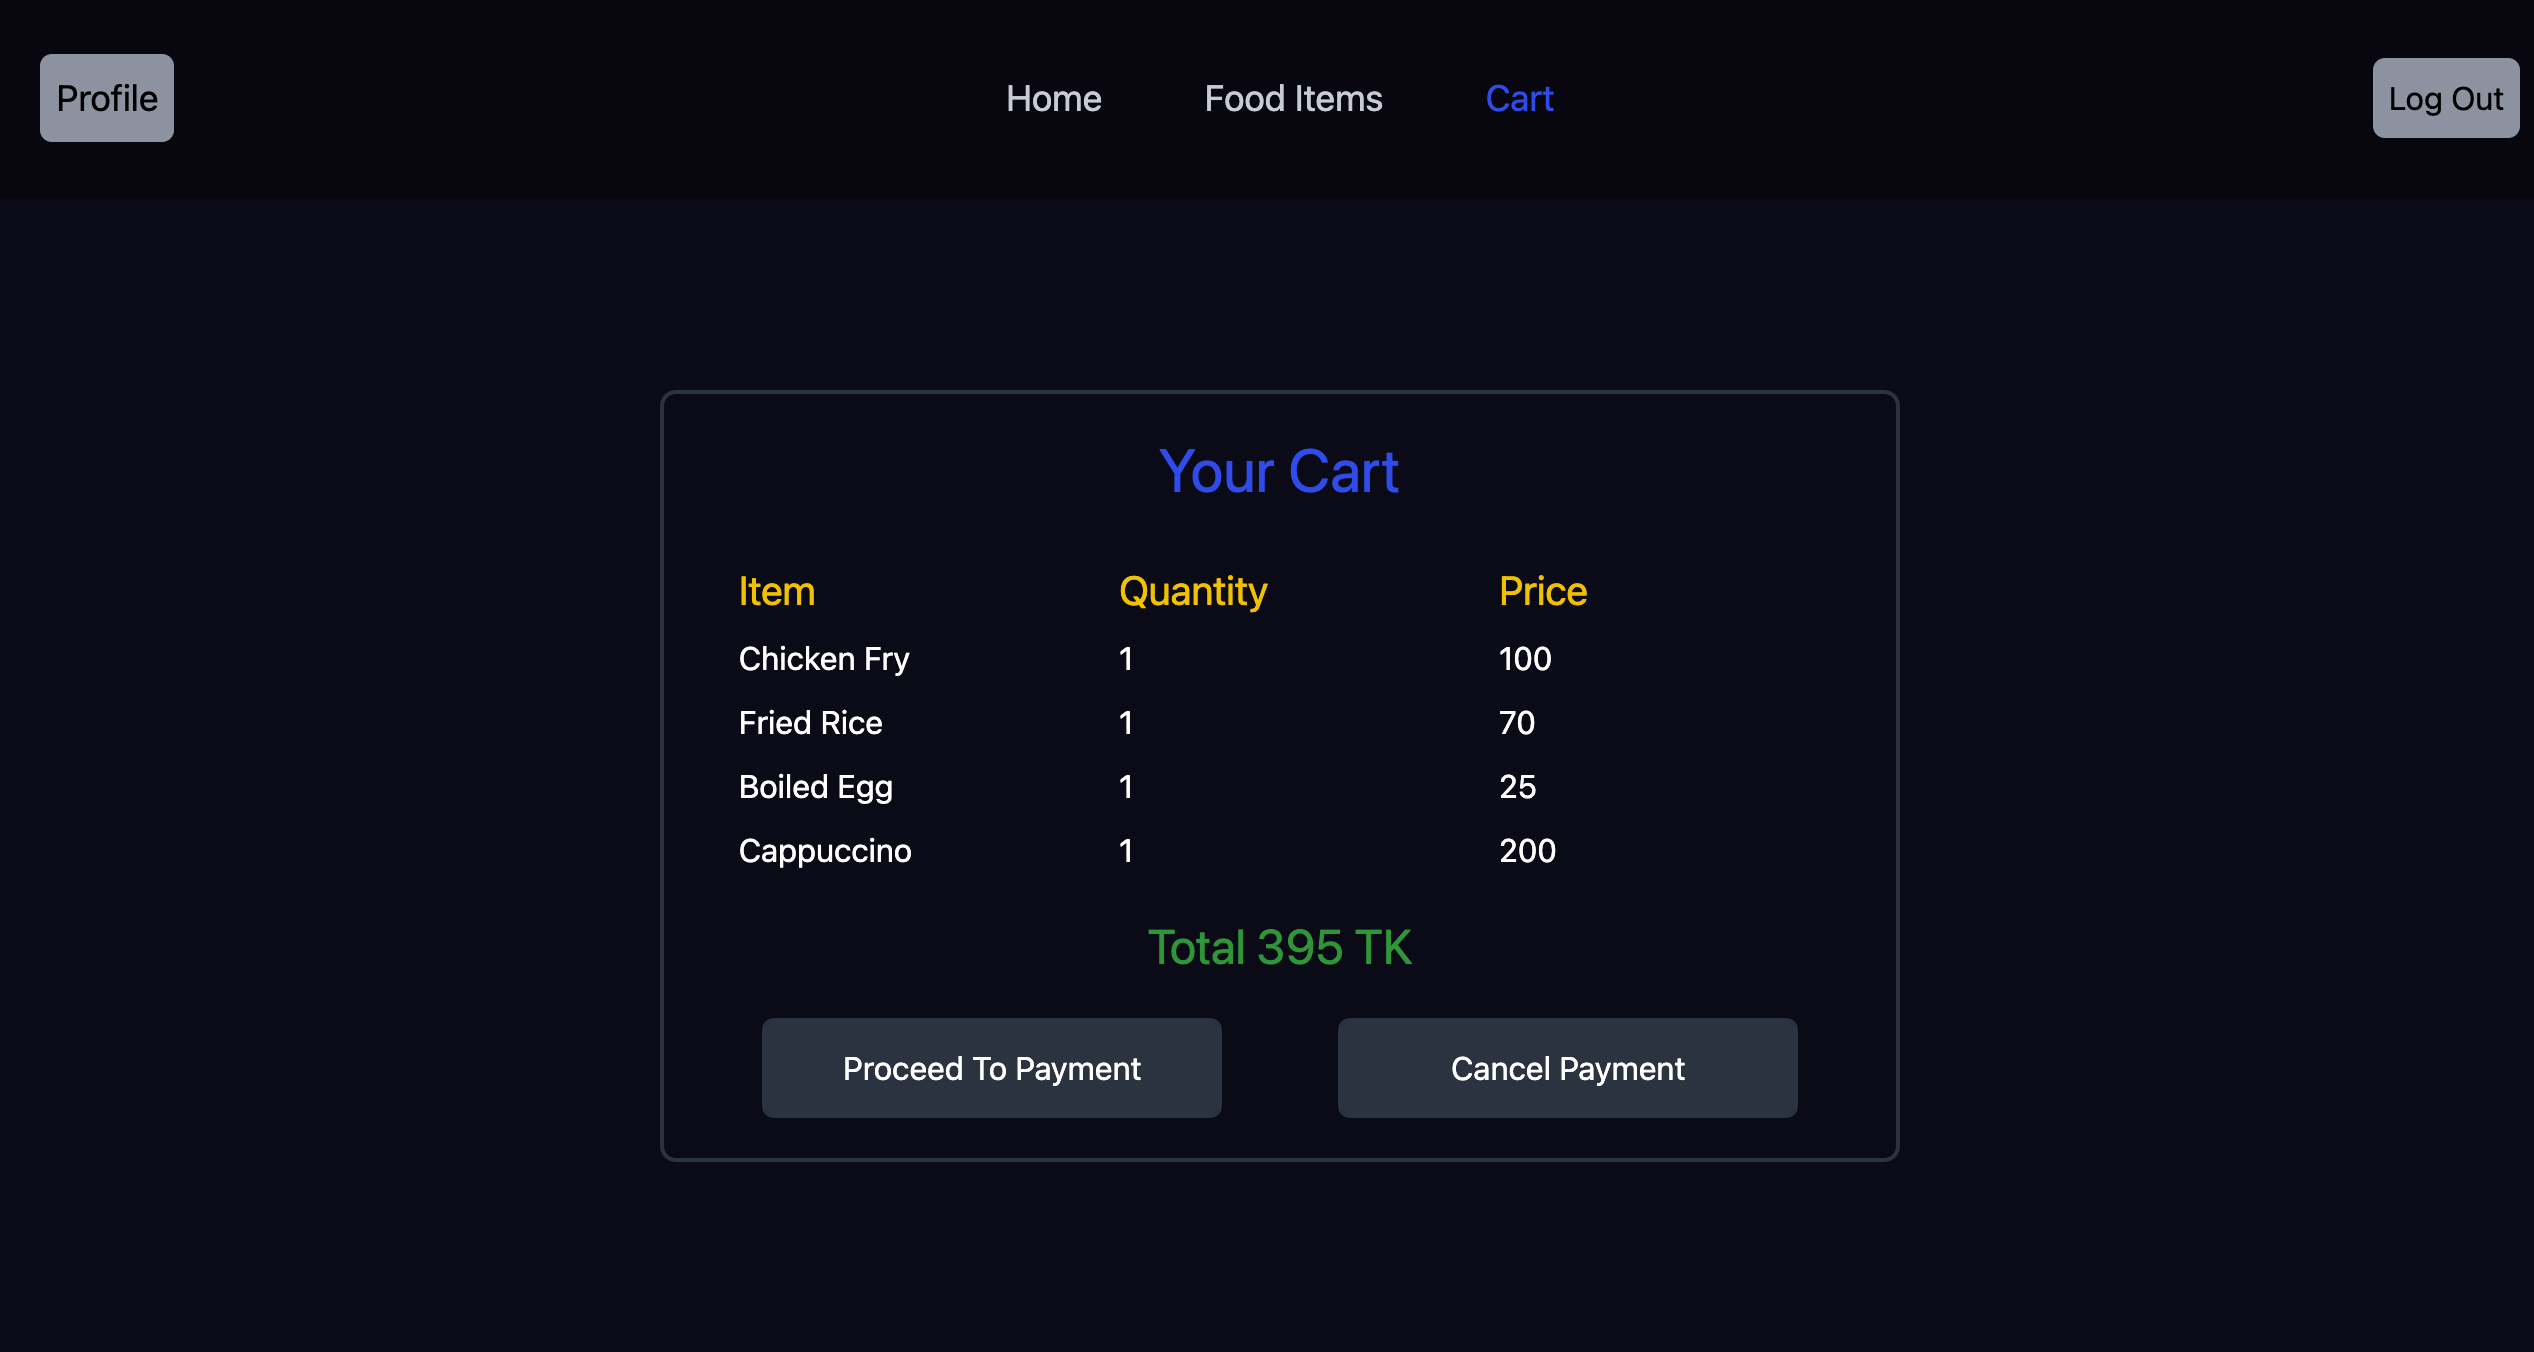 Profile Home Food Items Cart Log Out
Your Cart
Item Quantity Price
Chicken Fry 1 100
Fried Rice 1 70
Boiled Egg 1 25
Cappuccino 1 200
Total 395 TK
Proceed To Payment Cancel Payment